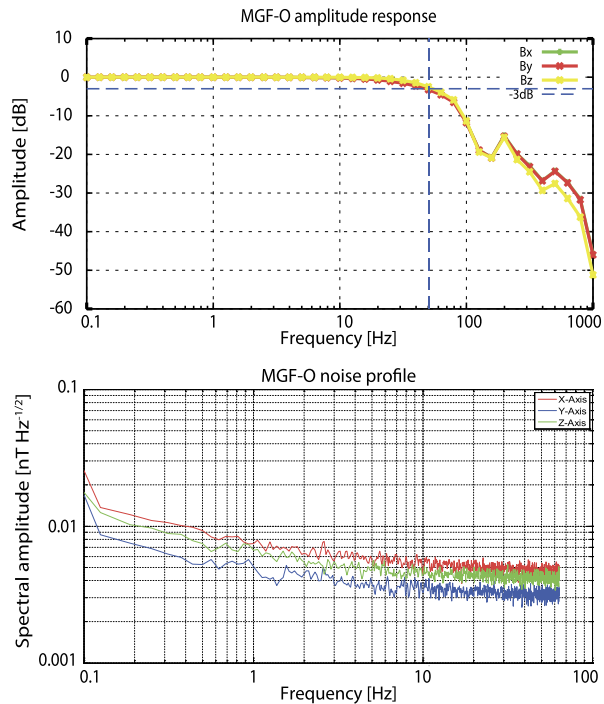 MGF-O amplitude response
10
0
-10
-20
-30
-40
-50
-60
Amplitude [dB]
Bx
By
Bz
-3dB
0.1 1 10 100 1000
Frequency [Hz]
MGF-O noise profile
0.1
0.01
0.001
Spectral amplitude [nT Hz-1/2]
X-Axis
Y-Axis
Z-Axis
0.1 1 10 100
Frequency [Hz]